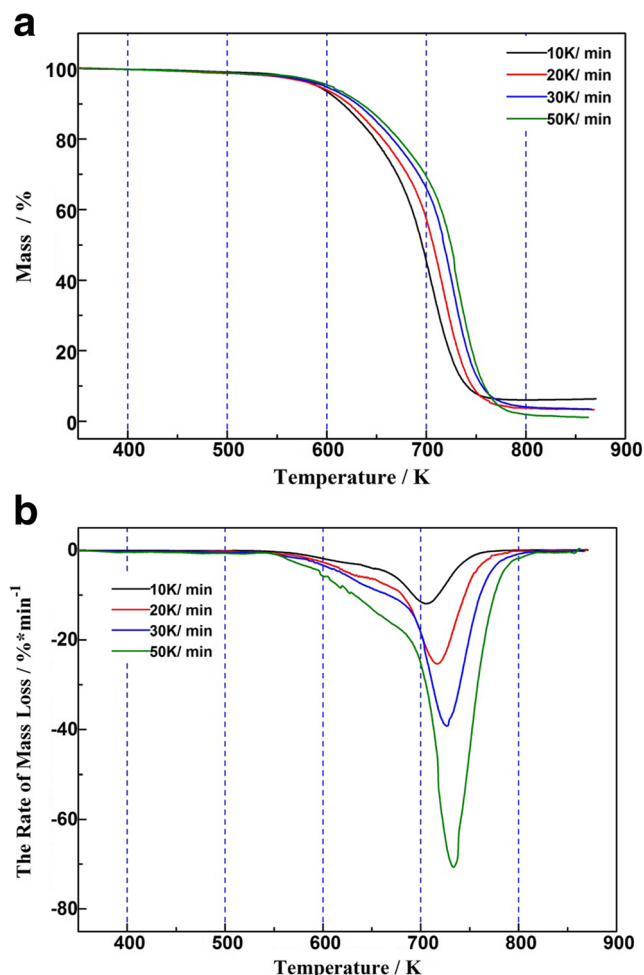 a
100
80
60
40
20
0
Mass / %
10K/ min
20K/ min
30K/ min
50K/ min
400 500 600 700 800 900
Temperature / K
b
0
-20
-40
-60
-80
The Rate of Mass Loss / %*min-1
10K/ min
20K/ min
30K/ min
50K/ min
400 500 600 700 800 900
Temperature / K